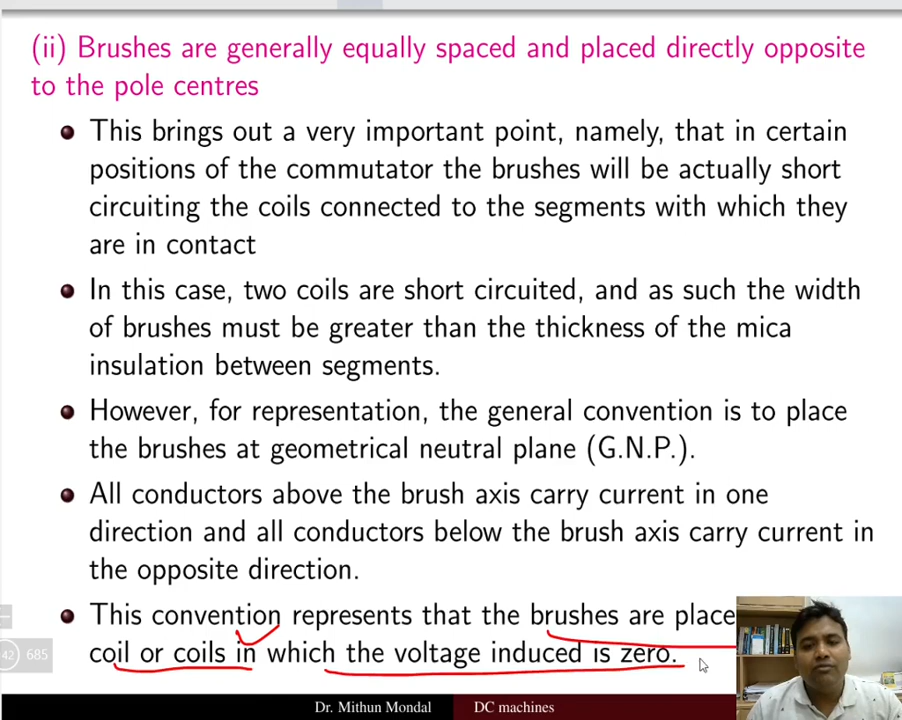 (ii) Brushes are generally equally spaced and placed directly opposite
to the pole centres
This brings out a very important point, namely, that in certain
positions of the commutator the brushes will be actually short
circuiting the coils connected to the segments with which they
are in contact
In this case, two coils are short circuited, and as such the width
of brushes must be greater than the thickness of the mica
insulation between segments.
However, for representation, the general convention is to place
the brushes at geometrical neutral plane (G.N.P.).
All conductors above the brush axis carry current in one
direction and all conductors below the brush axis carry current in
the opposite direction.
This convention represents that the brushes are place
coil or coils in which the voltage induced is zero.
42 685
Dr. Mithun Mondal DC machines